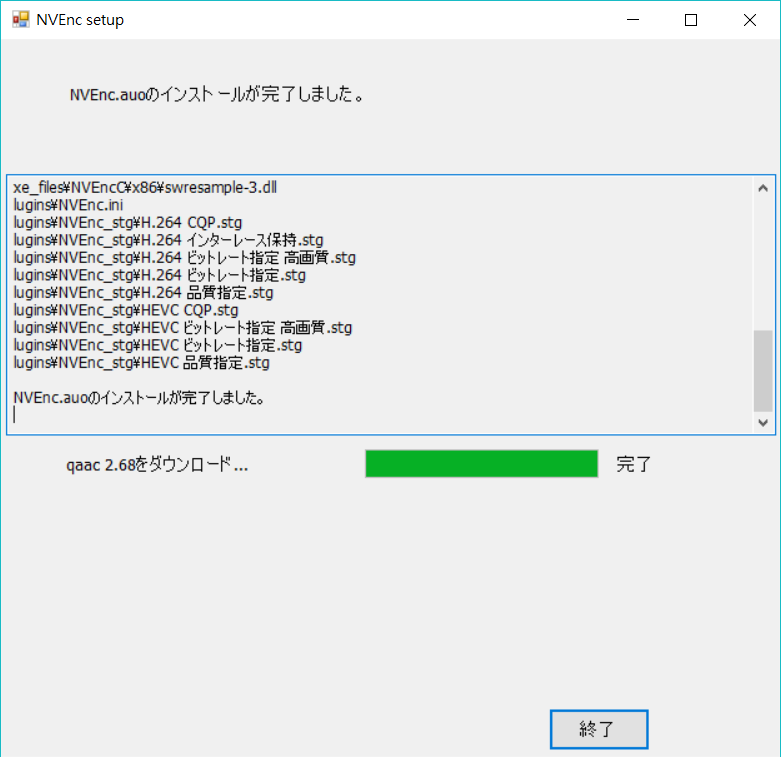 NVEnc setup
NVEnc.auoのインストールが完了しました。
xe_files¥NVEncC¥x86¥swresample-3.dll
lugins¥NVEnc.ini
lugins¥NVEnc_stg¥H.264 CQP.stg
lugins¥NVEnc_stg¥H.264 インターレース保持.stg
lugins¥NVEnc_stg¥H.264 ビットレート指定 高画質.stg
lugins¥NVEnc_stg¥H.264 ビットレート指定.stg
lugins¥NVEnc_stg¥H.264 品質指定.stg
lugins¥NVEnc_stg¥HEVC CQP.stg
lugins¥NVEnc_stg¥HEVC ビットレート指定 高画質.stg
lugins¥NVEnc_stg¥HEVC ビットレート指定.stg
lugins¥NVEnc_stg¥HEVC 品質指定.stg
NVEnc.auoのインストールが完了しました。
qaac 2.68をダウンロード... 完了
終了